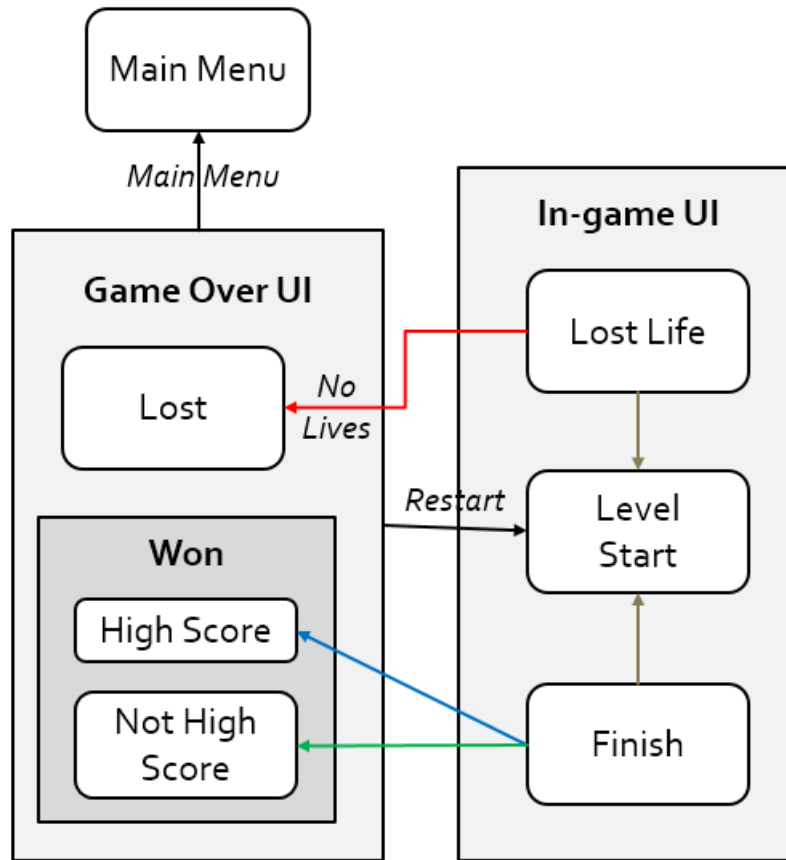 Main Menu
Main Menu
Game Over UI
Lost
No
Lives
Won
High Score
Not High
Score
Restart
In-game UI
Lost Life
Level
Start
Finish